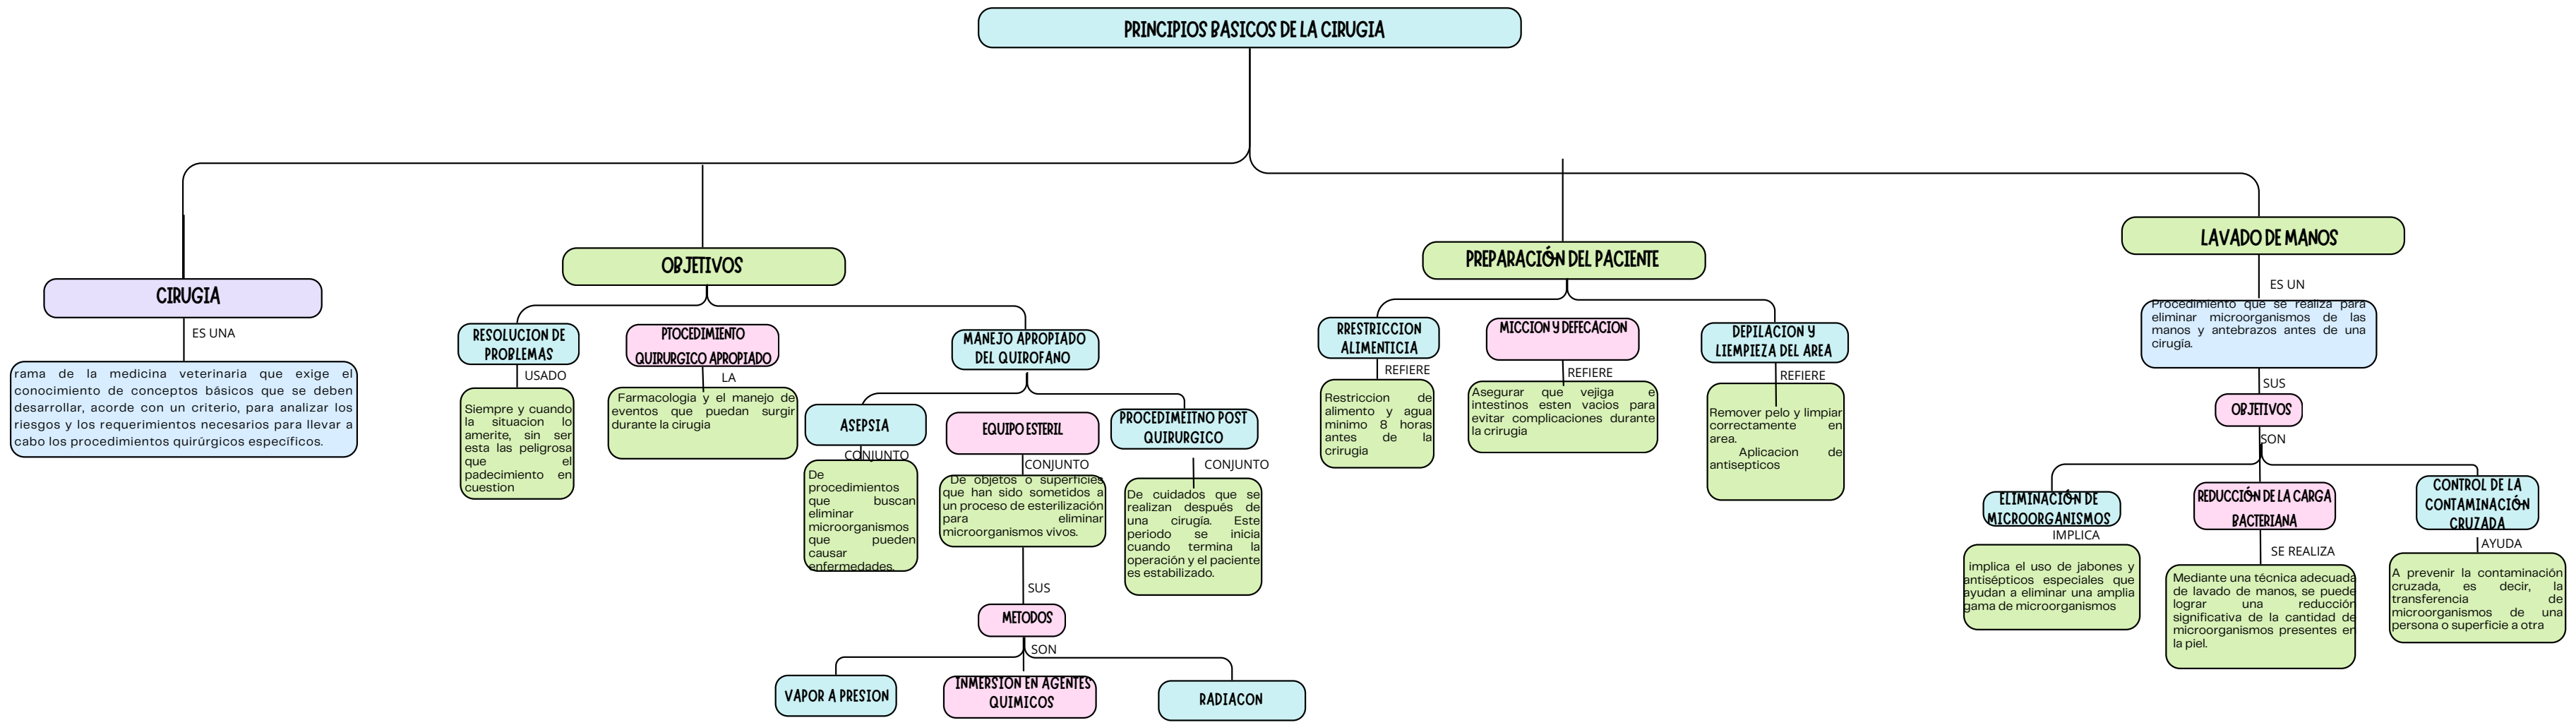 PRINCIPIOS BASICOS DE LA CIRUGIA
CIRUGIA
ES UNA
rama de la medicina veterinaria que exige el
conocimiento de conceptos básicos que se deben
desarrollar, acorde con un criterio, para analizar los
riesgos y los requerimientos necesarios para llevar a
cabo los procedimientos quirúrgicos específicos.
OBJETIVOS
RESOLUCION DE
PROBLEMAS
USADO
Siempre y cuando
la situacion lo
amerite, sin ser
esta las peligrosa
que el
padecimiento en
cuestion
PTOCEDIMIENTO
QUIRURGICO APROPIADO
LA
Farmacologia y el manejo de
eventos que puedan surgir
durante la cirugia
MANEJO APROPIADO
DEL QUIROFANO
ASEPSIA
CONJUNTO
De
procedimientos
que buscan
eliminar
microorganismos
que pueden
causar
enfermedades.
EQUIPO ESTERIL
CONJUNTO
De objetos o superficies
que han sido sometidos a
un proceso de esterilización
para eliminar
microorganismos vivos.
SUS
METODOS
SON
VAPOR A PRESION
INMERSION EN AGENTES
QUIMICOS
RADIACON
PROCEDIMEITNO POST
QUIRURGICO
CONJUNTO
De cuidados que se
realizan después de
una cirugía. Este
periodo se inicia
cuando termina la
operación y el paciente
es estabilizado.
PREPARACIÓN DEL PACIENTE
RRESTRICCION
ALIMENTICIA
REFIERE
Restriccion de
alimento y agua
minimo 8 horas
antes de la
crirugia
MICCION Y DEFECACION
REFIERE
Asegurar que vejiga e
intestinos esten vacios para
evitar complicaciones durante
la crirugia
DEPILACION Y
LIEMPIEZA DEL AREA
REFIERE
Remover pelo y limpiar
correctamente en
area.
Aplicacion de
antisepticos
LAVADO DE MANOS
ES UN
Procedimiento que se realiza para
eliminar microorganismos de las
manos y antebrazos antes de una
cirugía.
SUS
OBJETIVOS
SON
ELIMINACIÓN DE
MICROORGANISMOS
IMPLICA
implica el uso de jabones y
antisépticos especiales que
ayudan a eliminar una amplia
gama de microorganismos
REDUCCIÓN DE LA CARGA
BACTERIANA
SE REALIZA
Mediante una técnica adecuada
de lavado de manos, se puede
lograr una reducción
significativa de la cantidad de
microorganismos presentes en
la piel.
CONTROL DE LA
CONTAMINACIÓN
CRUZADA
AYUDA
A prevenir la contaminación
cruzada, es decir, la
transferencia de
microorganismos de una
persona o superficie a otra